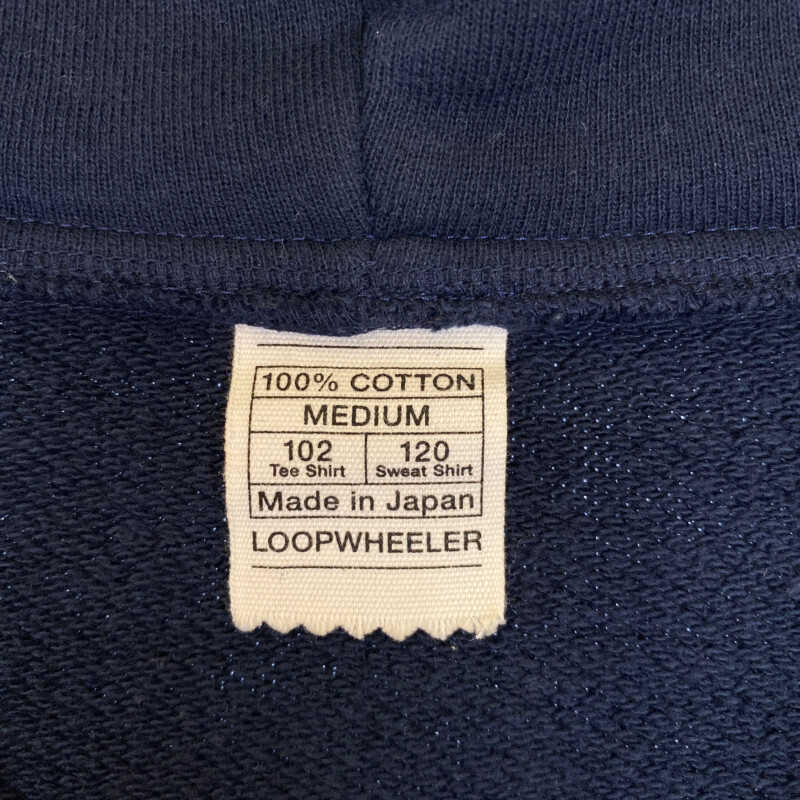 100% COTTON
MEDIUM
102 120
Tee Shirt Sweat Shirt
Made in Japan
LOOPWHEELER